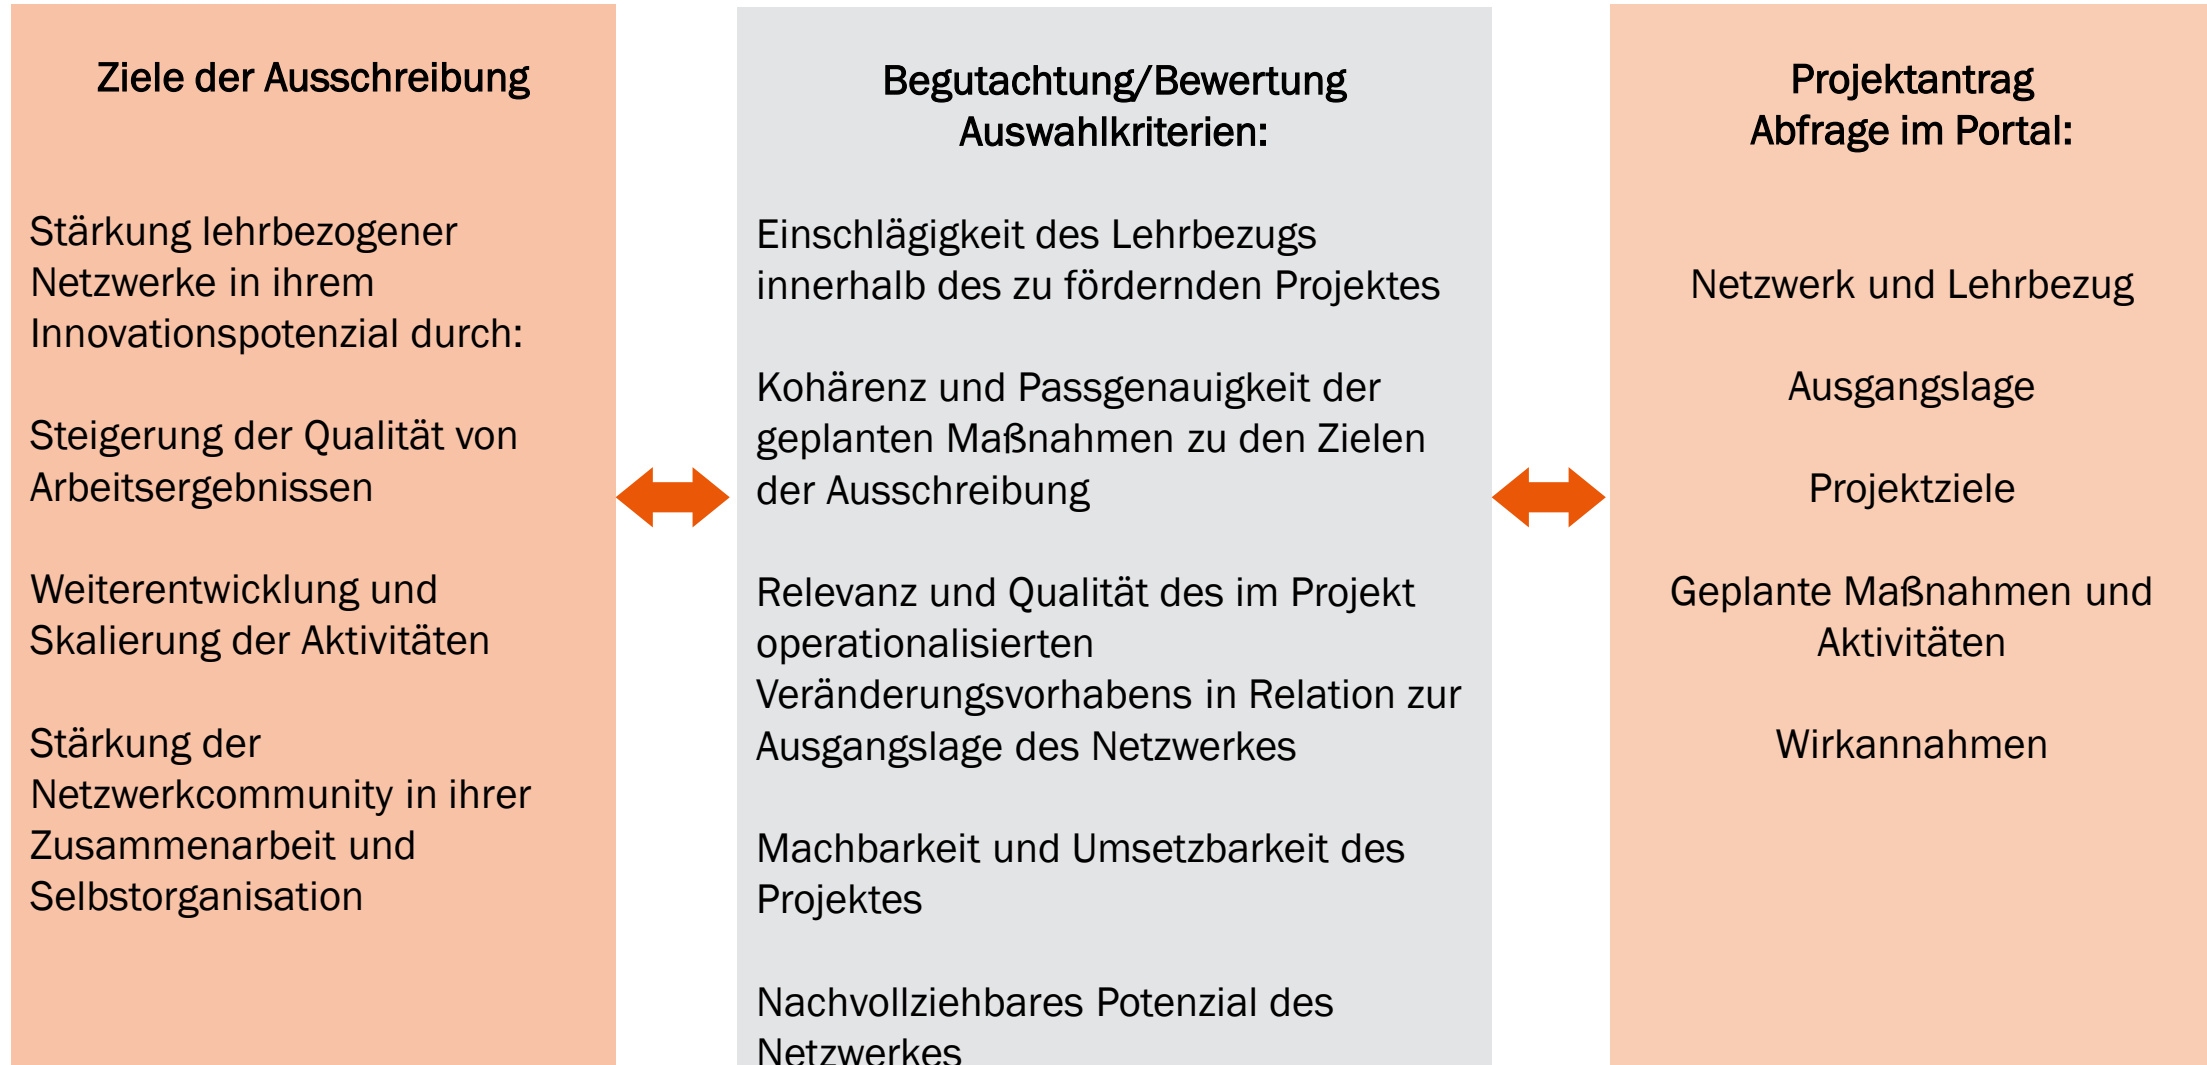 Ziele der Ausschreibung
Stärkung lehrbezogener
Netzwerke in ihrem
Innovationspotenzial durch:
Steigerung der Qualität von
Arbeitsergebnissen
Weiterentwicklung und
Skalierung der Aktivitäten
Stärkung der
Netzwerkcommunity in ihrer
Zusammenarbeit und
Selbstorganisation
Begutachtung/Bewertung
Auswahlkriterien:
Einschlägigkeit des Lehrbezugs
innerhalb des zu fördernden Projektes
Kohärenz und Passgenauigkeit der
geplanten Maßnahmen zu den Zielen
der Ausschreibung
Relevanz und Qualität des im Projekt
operationalisierten
Veränderungsvorhabens in Relation zur
Ausgangslage des Netzwerkes
Machbarkeit und Umsetzbarkeit des
Projektes
Nachvollziehbares Potenzial des
Netzwerkes
Projektantrag
Abfrage im Portal:
Netzwerk und Lehrbezug
Ausgangslage
Projektziele
Geplante Maßnahmen und
Aktivitäten
Wirkannahmen